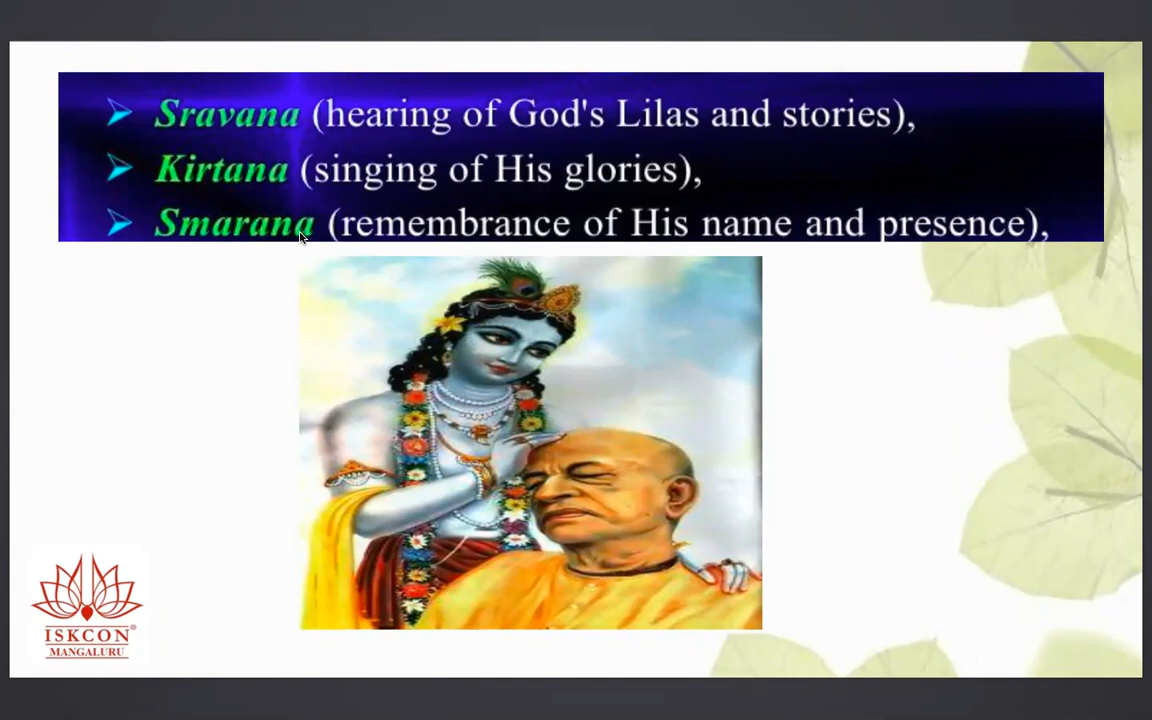 Sravana (hearing of God's Lilas and stories),
Kirtana (singing of His glories),
Smarana (remembrance of His name and presence),
ISKCON®
MANGALURU